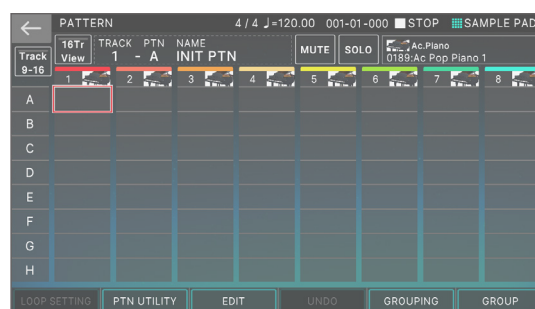 PATTERN 4 / 4 ♩=120.00 001-01-000 STOP SAMPLE PAD
Track 9-16
16Tr View
TRACK PTN NAME
1 - A INIT PTN
MUTE SOLO
Ac.Piano
0189:Ac Pop Piano 1
1 2 3 4 5 6 7 8
A
B
C
D
E
F
G
H
LOOP SETTING PTN UTILITY EDIT UNDO GROUPING GROUP